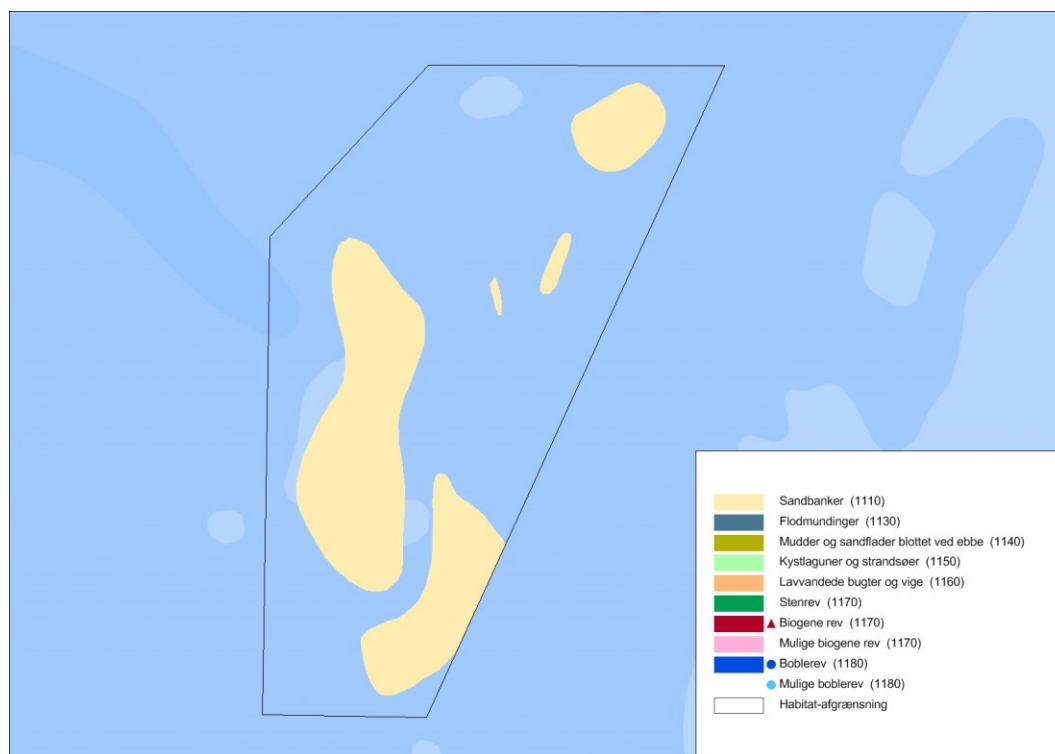 Sandbanker (1110)
Flodmundinger (1130)
Mudder og sandflader blottet ved ebbe (1140)
Kystlaguner og strandsøer (1150)
Lavvandede bugter og vige (1160)
Stenrev (1170)
Biogene rev (1170)
Mulige biogene rev (1170)
Boblerev (1180)
Mulige boblerev (1180)
Habitat-afgrænsning